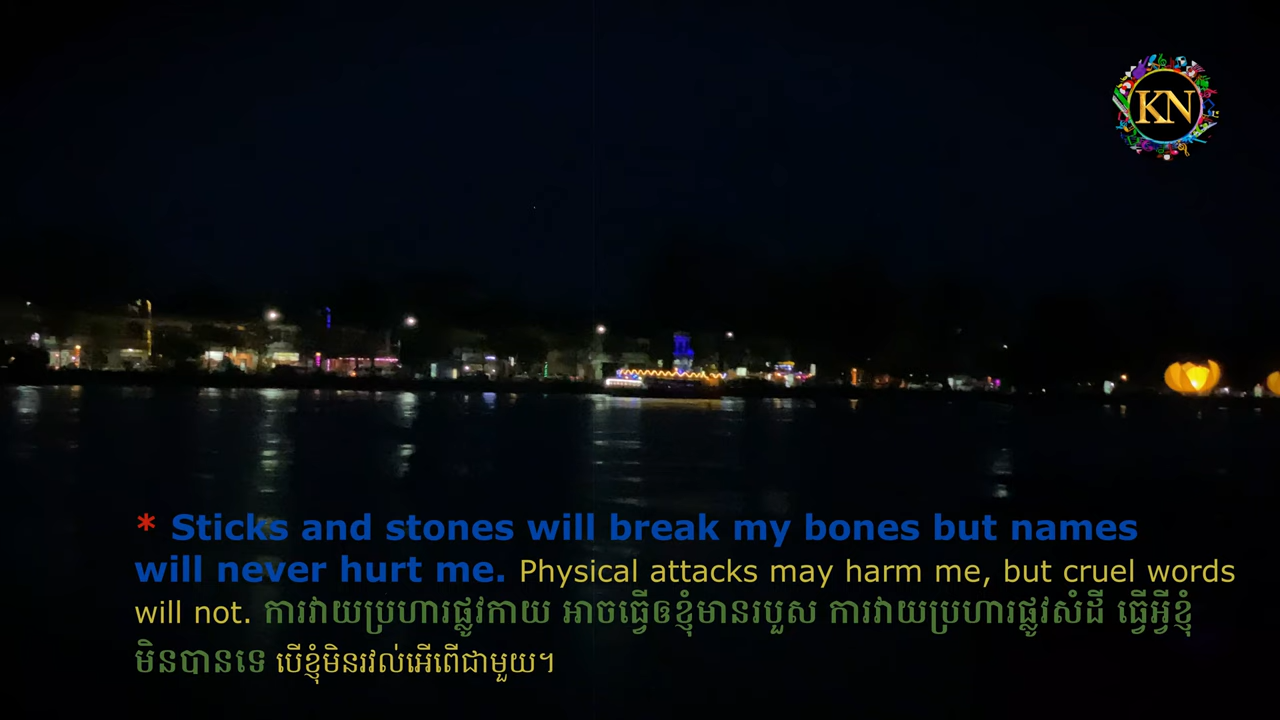 KN
* Sticks and stones will break my bones but names
will never hurt me. Physical attacks may harm me, but cruel words
will not. ការវាយប្រហារផ្លូវកាយ អាចធ្វើឲខ្ញុំមានរបួស ការវាយប្រហារផ្លូវសំដី ធ្វើអ្វីខ្ញុំ
មិនបានទេ បើខ្ញុំមិនរវល់អើពើជាមួយ។